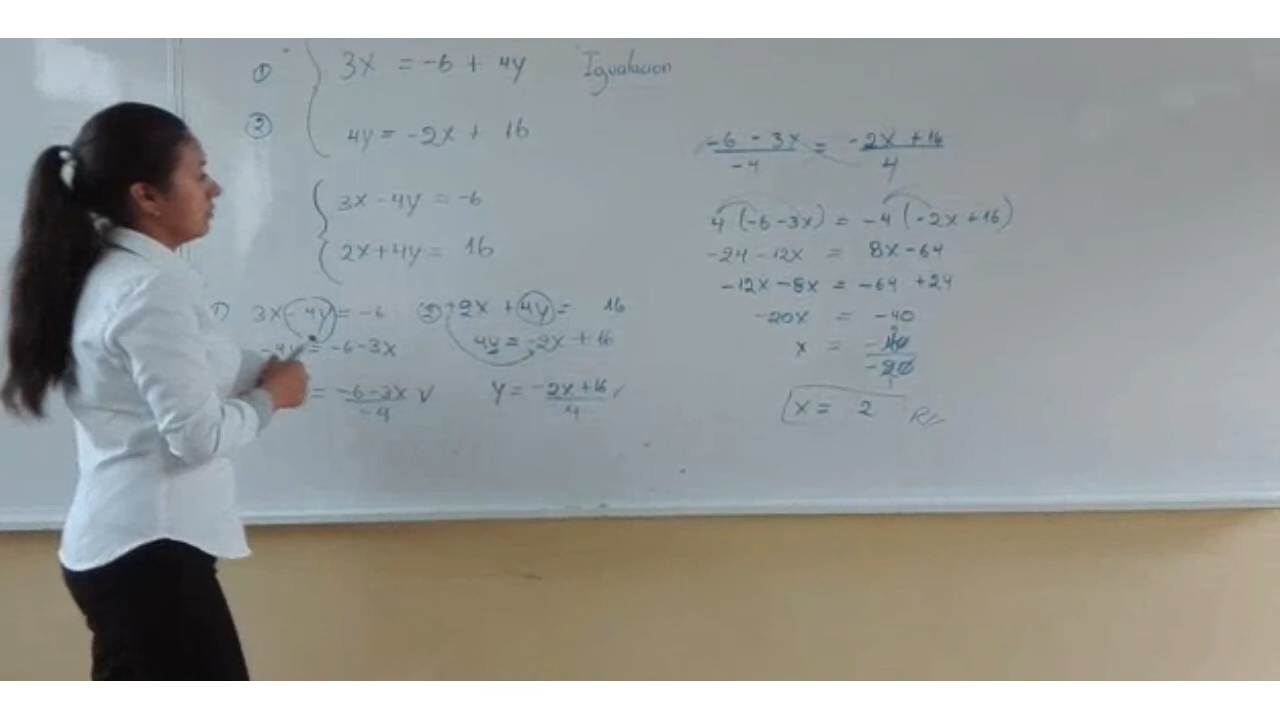 ① 3x = -6 + 4y Igualacion
② 4y = -2x + 16
3x - 4y = -6
2x + 4y = 16
3x - 4y = -6 ② +2x + 4y = 16
-4y = -6 - 3x 4y = -2x + 16
= -6 - 3x / -4 ✓ y = -2x + 16 / 4 ✓
-6 - 3x / -4 = -2x + 16 / 4
4 (-6 - 3x) = -4 (-2x + 16)
-24 - 12x = 8x - 64
-12x - 8x = -64 + 24
-20x = -40
x = -40 / -20
x = 2 R//